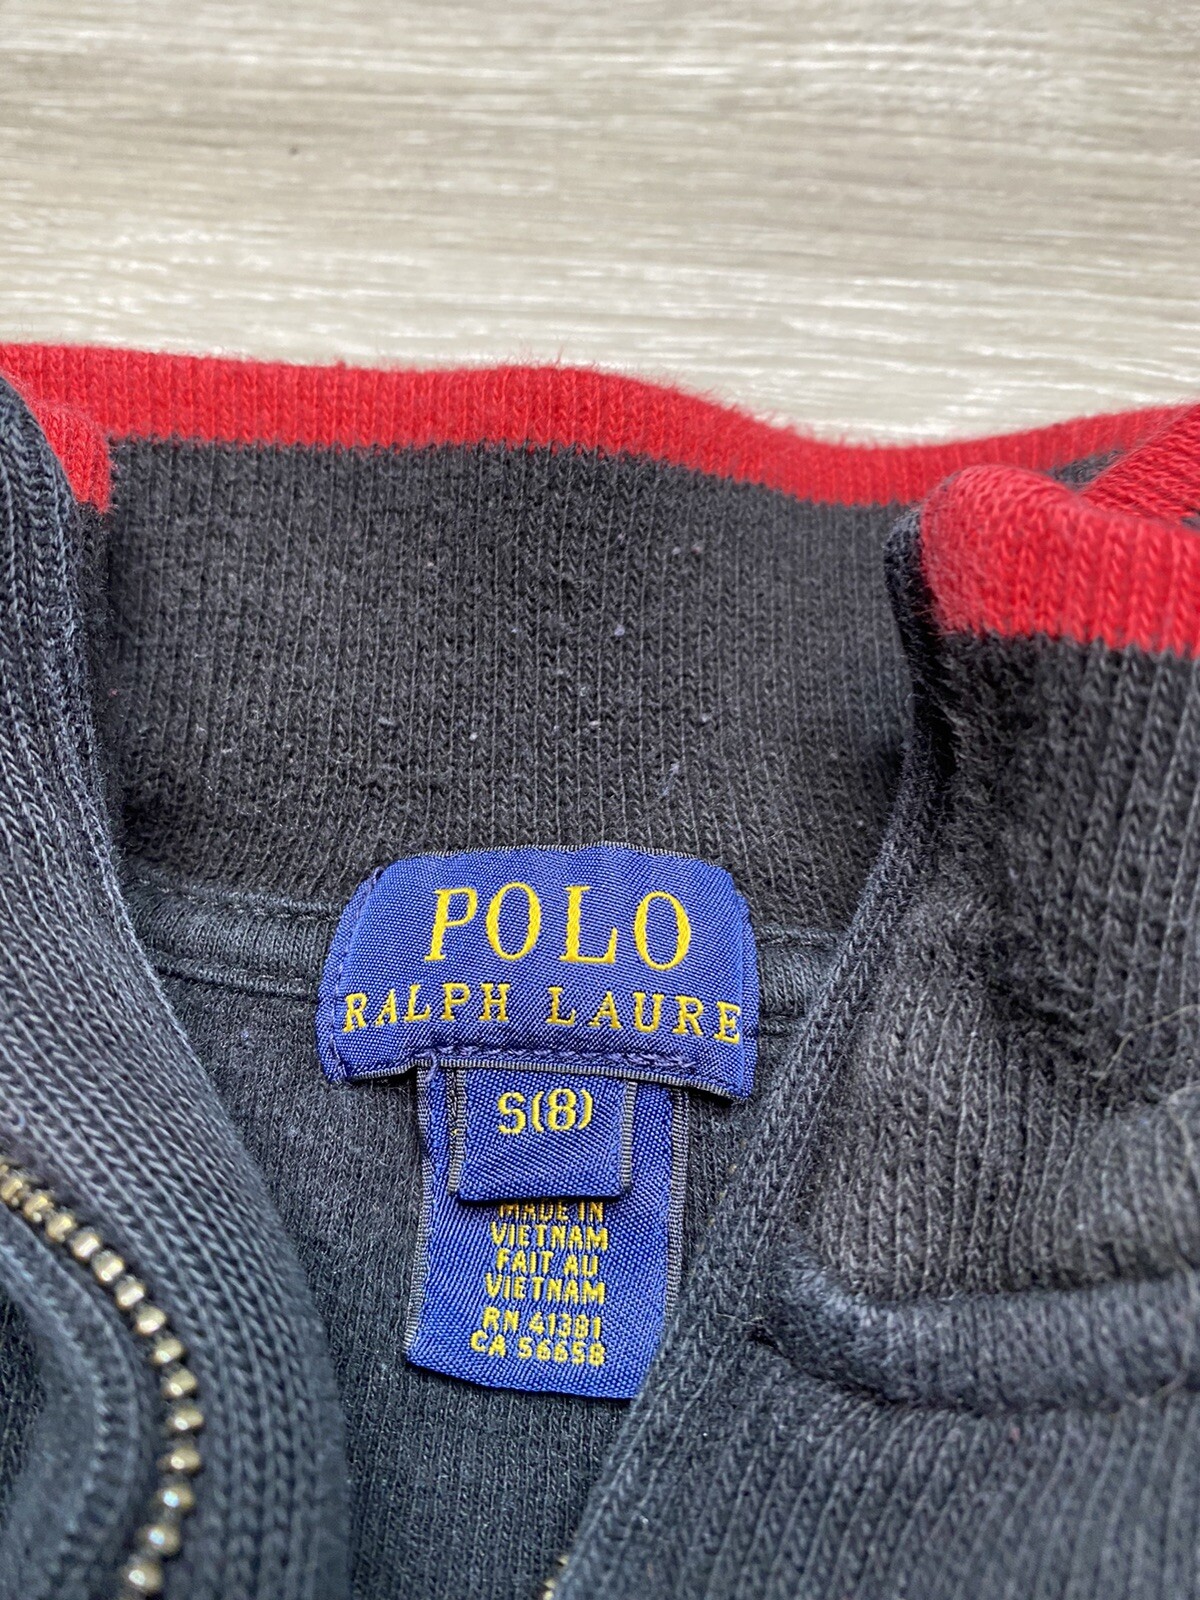 POLO
RALPH LAURE
S(8)
MADE IN
VIETNAM
FAIT AU
VIETNAM
RN 41381
CA 56658